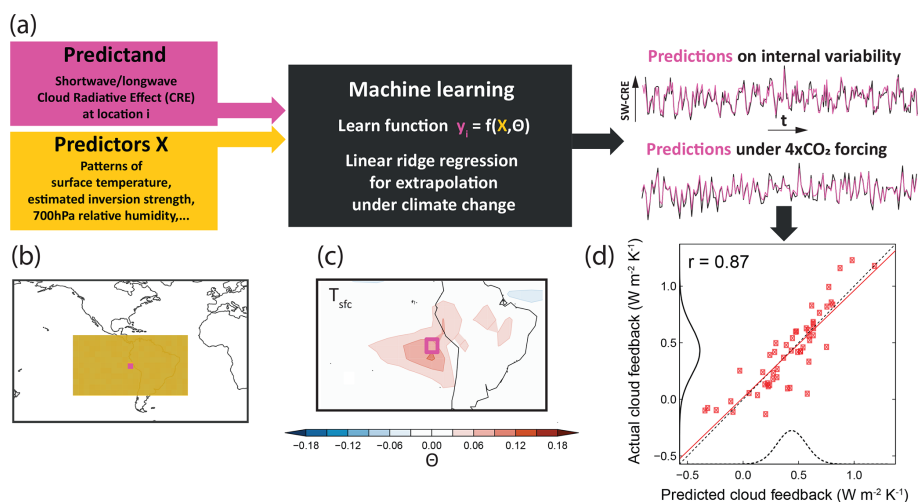 (a)
Predictand
Shortwave/longwave
Cloud Radiative Effect (CRE)
at location i
Predictors X
Patterns of
surface temperature,
estimated inversion strength,
700hPa relative humidity,...
Machine learning
Learn function yi = f(X,Θ)
Linear ridge regression
for extrapolation
under climate change
Predictions on internal variability
SW-CRE
t
Predictions under 4xCO₂ forcing
(b)
(c)
Tsfc
−0.18 −0.12 −0.06 0.00 0.06 0.12 0.18
Θ
(d)
r = 0.87
Actual cloud feedback (W m⁻² K⁻¹)
1.0
0.5
0.0
−0.5
−0.5 0.0 0.5 1.0
Predicted cloud feedback (W m⁻² K⁻¹)